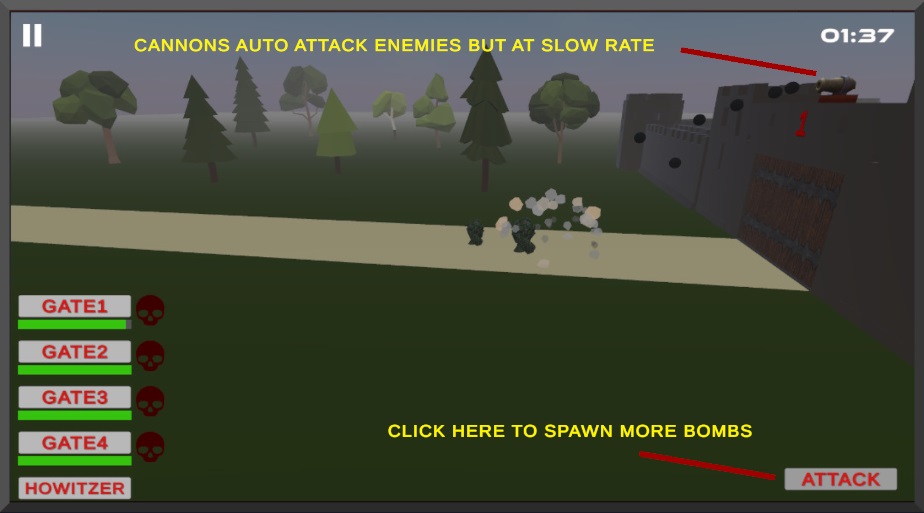 CANNONS AUTO ATTACK ENEMIES BUT AT SLOW RATE
01:37
1
GATE1
GATE2
GATE3
GATE4
CLICK HERE TO SPAWN MORE BOMBS
HOWITZER
ATTACK